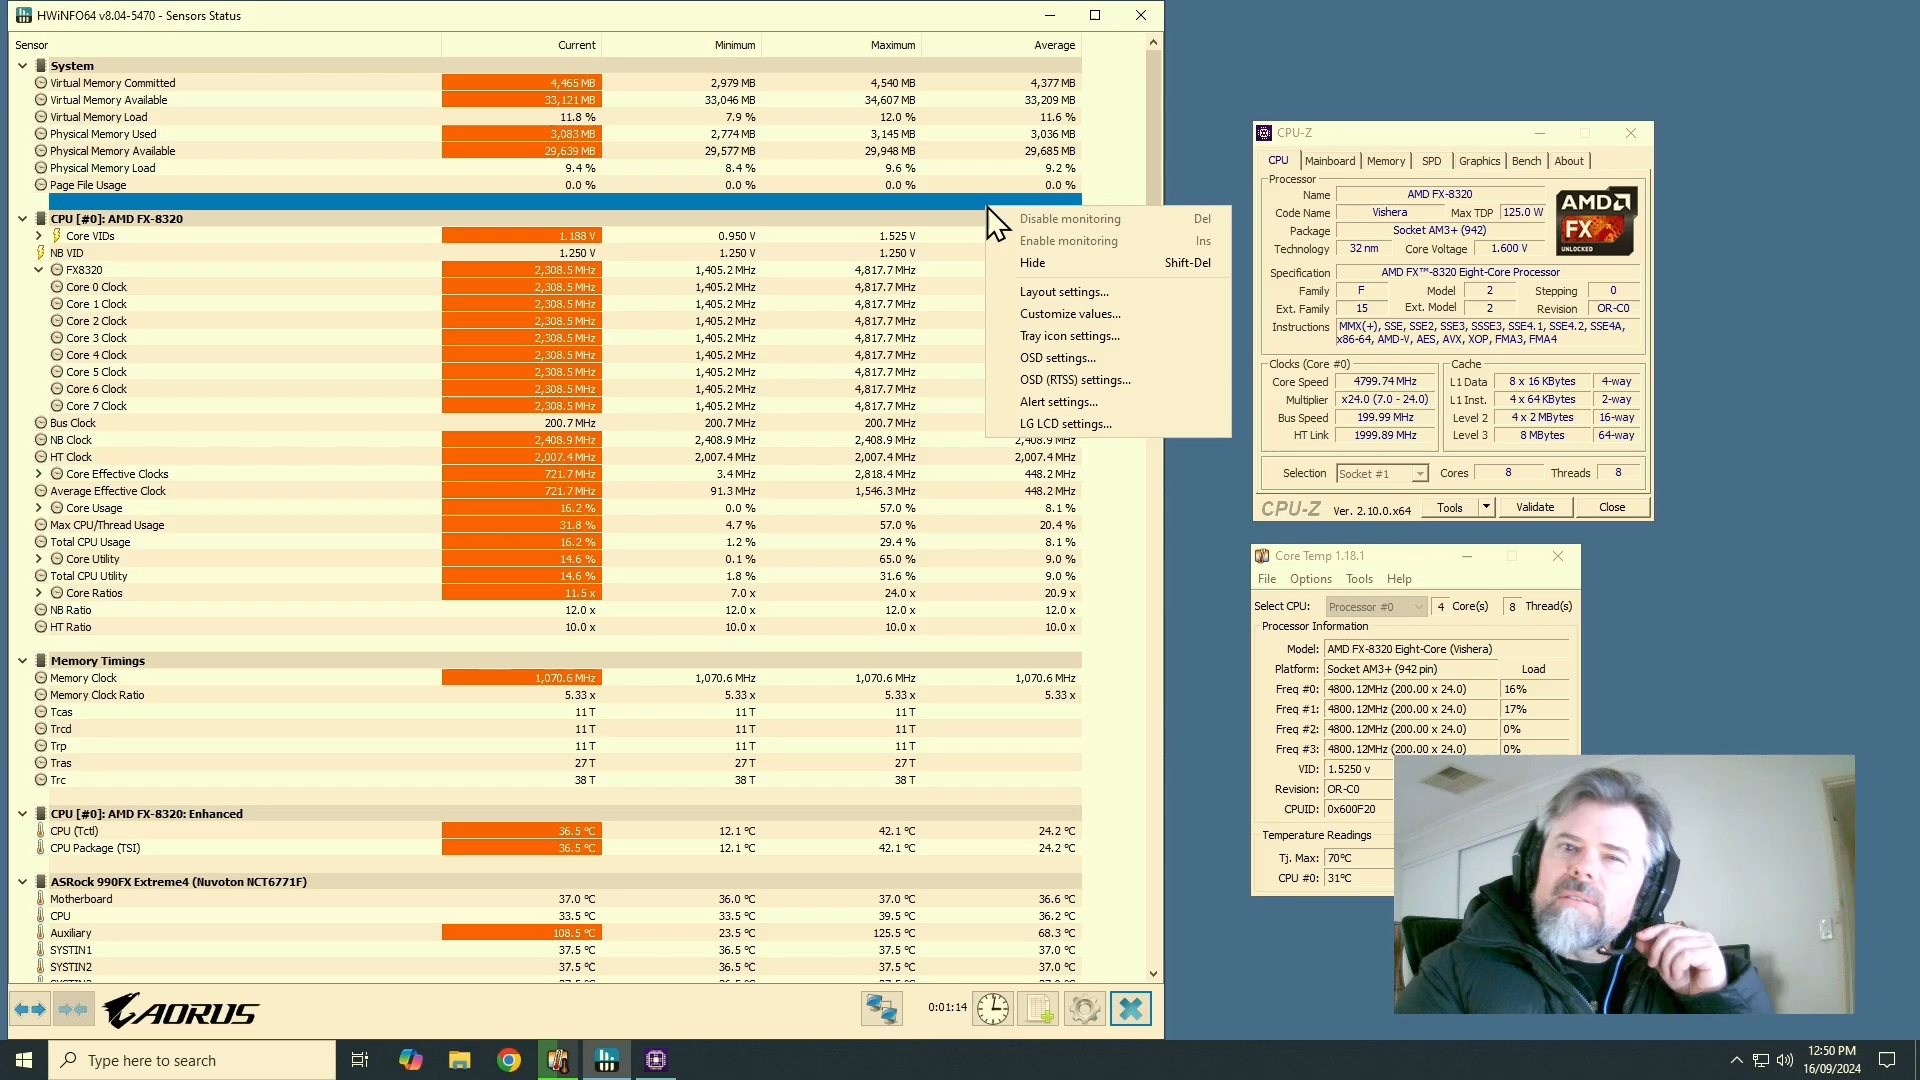 HWiNFO64 v8.04-5470 - Sensors Status
Sensor Current Minimum Maximum Average
System
Virtual Memory Committed 4,465 MB 2,979 MB 4,540 MB 4,377 MB
Virtual Memory Available 33,121 MB 33,046 MB 34,607 MB 33,209 MB
Virtual Memory Load 11.8 % 7.9 % 12.0 % 11.6 %
Physical Memory Used 3,083 MB 2,774 MB 3,145 MB 3,036 MB
Physical Memory Available 29,639 MB 29,577 MB 29,948 MB 29,685 MB
Physical Memory Load 9.4 % 8.4 % 9.6 % 9.2 %
Page File Usage 0.0 % 0.0 % 0.0 % 0.0 %
CPU [#0]: AMD FX-8320
Core VIDs 1.188 V 0.950 V 1.525 V
NB VID 1.250 V 1.250 V 1.250 V
FX8320 2,308.5 MHz 1,405.2 MHz 4,817.7 MHz
Core 0 Clock 2,308.5 MHz 1,405.2 MHz 4,817.7 MHz
Core 1 Clock 2,308.5 MHz 1,405.2 MHz 4,817.7 MHz
Core 2 Clock 2,308.5 MHz 1,405.2 MHz 4,817.7 MHz
Core 3 Clock 2,308.5 MHz 1,405.2 MHz 4,817.7 MHz
Core 4 Clock 2,308.5 MHz 1,405.2 MHz 4,817.7 MHz
Core 5 Clock 2,308.5 MHz 1,405.2 MHz 4,817.7 MHz
Core 6 Clock 2,308.5 MHz 1,405.2 MHz 4,817.7 MHz
Core 7 Clock 2,308.5 MHz 1,405.2 MHz 4,817.7 MHz
Bus Clock 200.7 MHz 200.7 MHz 200.7 MHz
NB Clock 2,408.9 MHz 2,408.9 MHz 2,408.9 MHz 2,408.9 MHz
HT Clock 2,007.4 MHz 2,007.4 MHz 2,007.4 MHz 2,007.4 MHz
Core Effective Clocks 721.7 MHz 3.4 MHz 2,818.4 MHz 448.2 MHz
Average Effective Clock 721.7 MHz 91.3 MHz 1,546.3 MHz 448.2 MHz
Core Usage 16.2 % 0.0 % 57.0 % 8.1 %
Max CPU/Thread Usage 31.8 % 4.7 % 57.0 % 20.4 %
Total CPU Usage 16.2 % 1.2 % 29.4 % 8.1 %
Core Utility 14.6 % 0.1 % 65.0 % 9.0 %
Total CPU Utility 14.6 % 1.8 % 31.6 % 9.0 %
Core Ratios 11.5 x 7.0 x 24.0 x 20.9 x
NB Ratio 12.0 x 12.0 x 12.0 x 12.0 x
HT Ratio 10.0 x 10.0 x 10.0 x 10.0 x
Memory Timings
Memory Clock 1,070.6 MHz 1,070.6 MHz 1,070.6 MHz 1,070.6 MHz
Memory Clock Ratio 5.33 x 5.33 x 5.33 x 5.33 x
Tcas 11 T 11 T 11 T
Trcd 11 T 11 T 11 T
Trp 11 T 11 T 11 T
Tras 27 T 27 T 27 T
Trc 38 T 38 T 38 T
CPU [#0]: AMD FX-8320: Enhanced
CPU (Tctl) 36.5 °C 12.1 °C 42.1 °C 24.2 °C
CPU Package (TSI) 36.5 °C 12.1 °C 42.1 °C 24.2 °C
ASRock 990FX Extreme4 (Nuvoton NCT6771F)
Motherboard 37.0 °C 36.0 °C 37.0 °C 36.6 °C
CPU 33.5 °C 33.5 °C 39.5 °C 36.2 °C
Auxiliary 108.5 °C 23.5 °C 125.5 °C 68.3 °C
SYSTIN1 37.5 °C 36.5 °C 37.5 °C 37.0 °C
SYSTIN2 37.5 °C 36.5 °C 37.5 °C 37.0 °C
AORUS
0:01:14
Disable monitoring Del
Enable monitoring Ins
Hide Shift-Del
Layout settings...
Customize values...
Tray icon settings...
OSD settings...
OSD (RTSS) settings...
Alert settings...
LG LCD settings...
CPU-Z
CPU Mainboard Memory SPD Graphics Bench About
Processor
Name AMD FX-8320
Code Name Vishera Max TDP 125.0 W
Package Socket AM3+ (942)
Technology 32 nm Core Voltage 1.600 V
AMD
FX
UNLOCKED
Specification AMD FX™-8320 Eight-Core Processor
Family F Model 2 Stepping 0
Ext. Family 15 Ext. Model 2 Revision OR-C0
Instructions MMX(+), SSE, SSE2, SSE3, SSSE3, SSE4.1, SSE4.2, SSE4A,
x86-64, AMD-V, AES, AVX, XOP, FMA3, FMA4
Clocks (Core #0) Cache
Core Speed 4799.74 MHz L1 Data 8 x 16 KBytes 4-way
Multiplier x24.0 (7.0 - 24.0) L1 Inst. 4 x 64 KBytes 2-way
Bus Speed 199.99 MHz Level 2 4 x 2 MBytes 16-way
HT Link 1999.89 MHz Level 3 8 MBytes 64-way
Selection Socket #1 Cores 8 Threads 8
CPU-Z Ver. 2.10.0.x64 Tools Validate Close
Core Temp 1.18.1
File Options Tools Help
Select CPU: Processor #0 4 Core(s) 8 Thread(s)
Processor Information
Model: AMD FX-8320 Eight-Core (Vishera)
Platform: Socket AM3+ (942 pin) Load
Freq #0: 4800.12MHz (200.00 x 24.0) 16%
Freq #1: 4800.12MHz (200.00 x 24.0) 17%
Freq #2: 4800.12MHz (200.00 x 24.0) 0%
Freq #3: 4800.12MHz (200.00 x 24.0) 0%
VID: 1.5250 v
Revision: OR-C0
CPUID: 0x600F20
Temperature Readings
Tj. Max: 70°C
CPU #0: 31°C
Type here to search
12:50 PM
16/09/2024